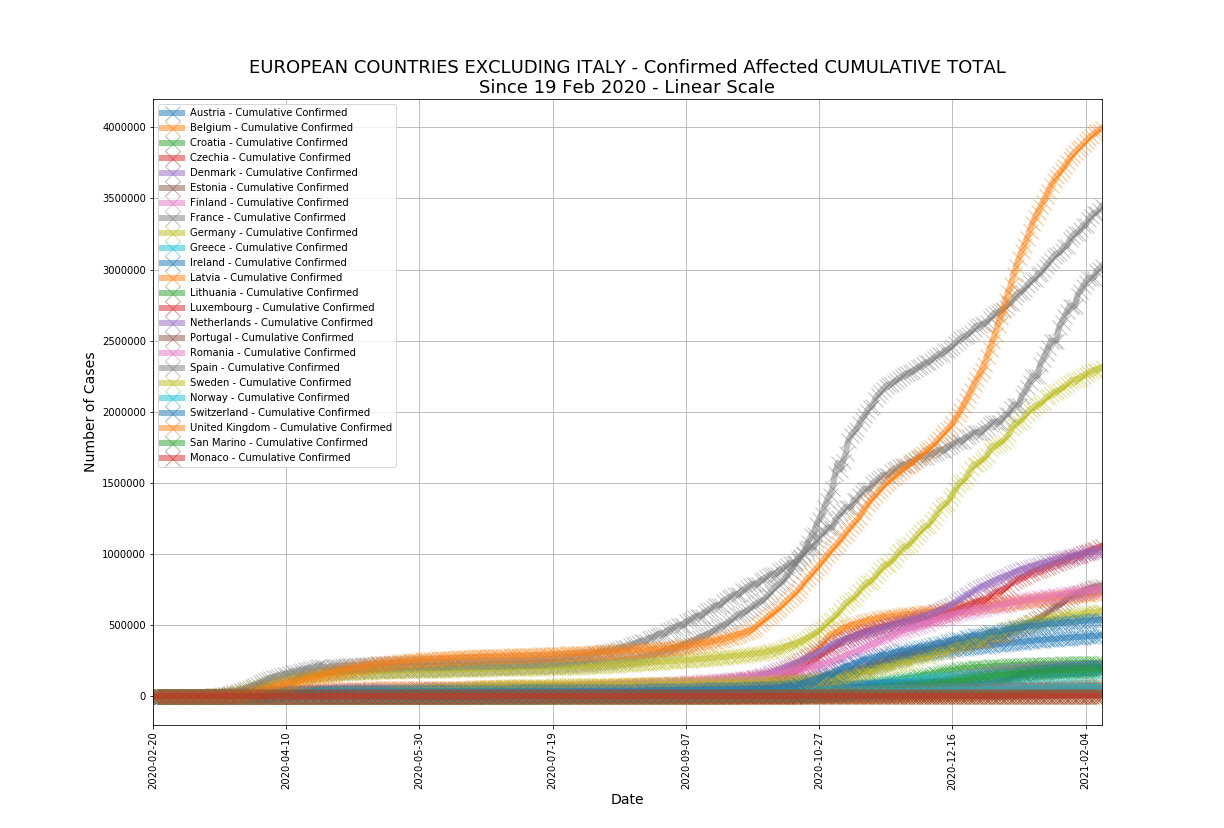 EUROPEAN COUNTRIES EXCLUDING ITALY - Confirmed Affected CUMULATIVE TOTAL
Since 19 Feb 2020 - Linear Scale
Austria - Cumulative Confirmed
Belgium - Cumulative Confirmed
Croatia - Cumulative Confirmed
Czechia - Cumulative Confirmed
Denmark - Cumulative Confirmed
Estonia - Cumulative Confirmed
Finland - Cumulative Confirmed
France - Cumulative Confirmed
Germany - Cumulative Confirmed
Greece - Cumulative Confirmed
Ireland - Cumulative Confirmed
Latvia - Cumulative Confirmed
Lithuania - Cumulative Confirmed
Luxembourg - Cumulative Confirmed
Netherlands - Cumulative Confirmed
Portugal - Cumulative Confirmed
Romania - Cumulative Confirmed
Spain - Cumulative Confirmed
Sweden - Cumulative Confirmed
Norway - Cumulative Confirmed
Switzerland - Cumulative Confirmed
United Kingdom - Cumulative Confirmed
San Marino - Cumulative Confirmed
Monaco - Cumulative Confirmed
Number of Cases
4000000
3500000
3000000
2500000
2000000
1500000
1000000
500000
0
2020-02-20
2020-04-10
2020-05-30
2020-07-19
2020-09-07
2020-10-27
2020-12-16
2021-02-04
Date